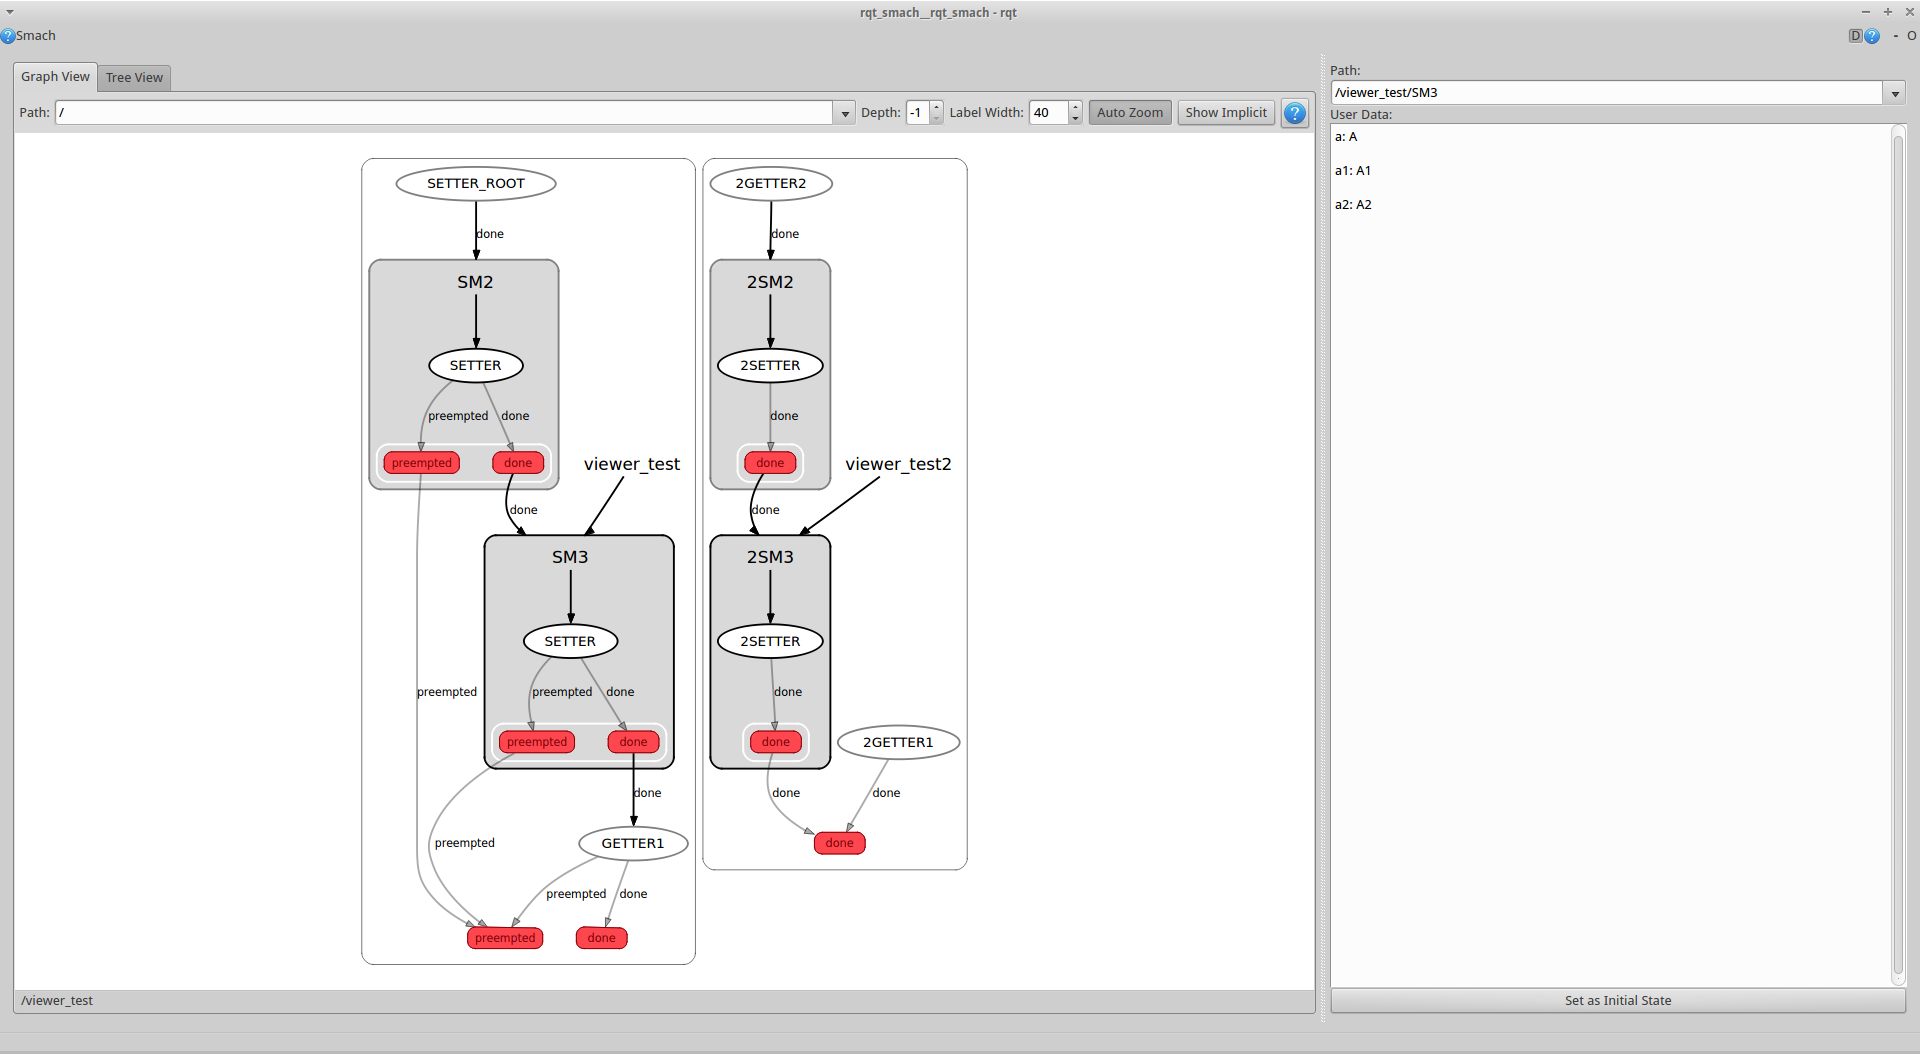 rqt_smach__rqt_smach - rqt
Smach
D
- O
Graph View
Tree View
Path: /
Depth: -1
Label Width: 40
Auto Zoom
Show Implicit
SETTER_ROOT
done
SM2
SETTER
preempted
done
preempted
done
viewer_test
done
SM3
SETTER
preempted
preempted
done
preempted
done
done
preempted
GETTER1
preempted
done
preempted
done
2GETTER2
done
2SM2
2SETTER
done
done
viewer_test2
done
2SM3
2SETTER
done
done
2GETTER1
done
done
done
/viewer_test
Path:
/viewer_test/SM3
User Data:
a: A
a1: A1
a2: A2
Set as Initial State